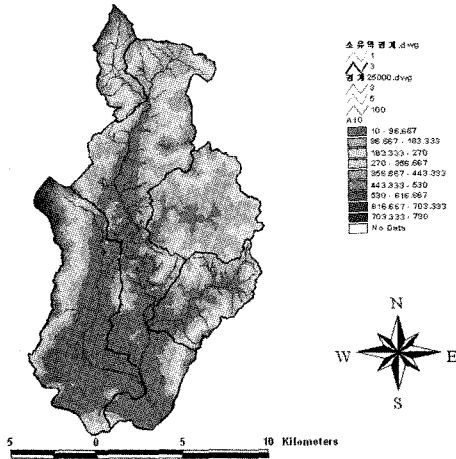 소유역경계.dwg
1
3
경계25000.dwg
3
5
100
A10
10 - 96.667
96.667 - 183.333
183.333 - 270
270 - 356.667
356.667 - 443.333
443.333 - 530
530 - 616.667
616.667 - 703.333
703.333 - 790
No Data
N
W
E
S
5 0 5 10 Kilometers